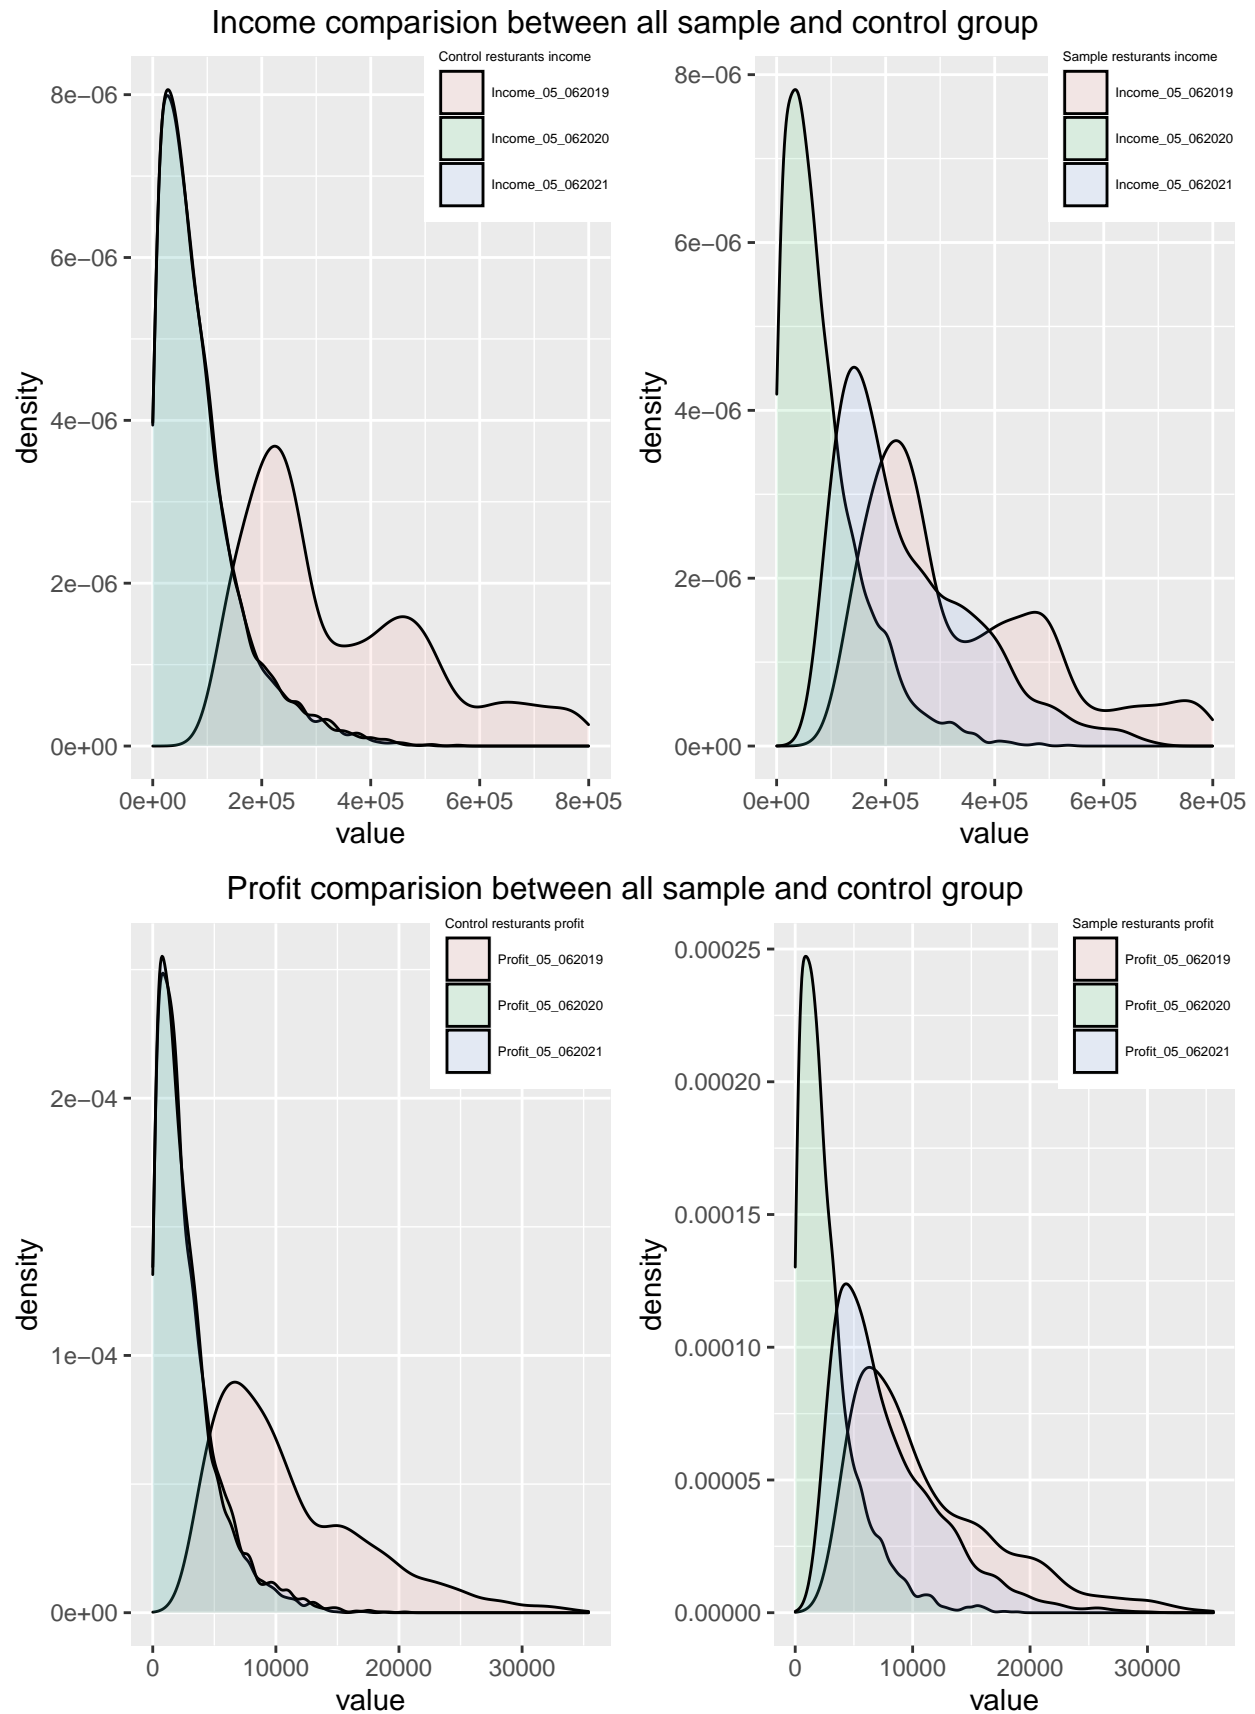 Income comparision between all sample and control group
Control resturants income
Income_05_062019
Income_05_062020
Income_05_062021
8e−06
6e−06
4e−06
2e−06
0e+00
density
0e+00 2e+05 4e+05 6e+05 8e+05
value
Sample resturants income
Income_05_062019
Income_05_062020
Income_05_062021
8e−06
6e−06
4e−06
2e−06
0e+00
density
0e+00 2e+05 4e+05 6e+05 8e+05
value
Profit comparision between all sample and control group
Control resturants profit
Profit_05_062019
Profit_05_062020
Profit_05_062021
2e−04
1e−04
0e+00
density
0 10000 20000 30000
value
Sample resturants profit
Profit_05_062019
Profit_05_062020
Profit_05_062021
0.00025
0.00020
0.00015
0.00010
0.00005
0.00000
density
0 10000 20000 30000
value